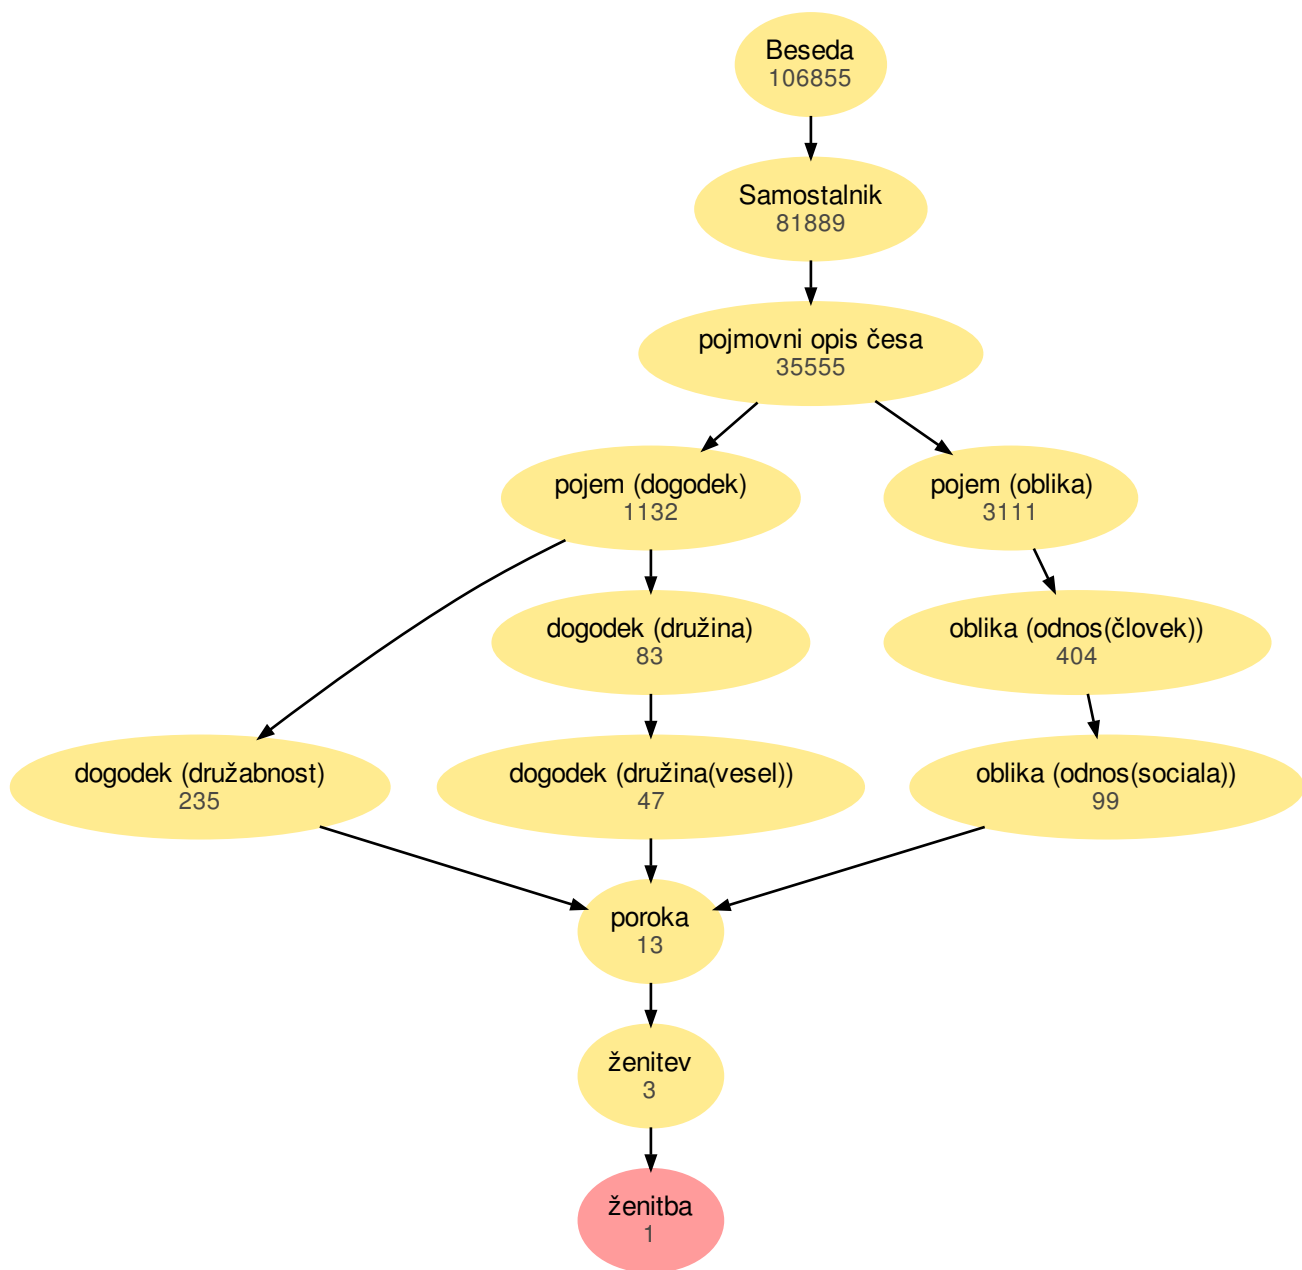 Beseda
106855
Samostalnik
81889
pojmovni opis česa
35555
pojem (dogodek)
1132
pojem (oblika)
3111
dogodek (družina)
83
oblika (odnos(človek))
404
dogodek (družabnost)
235
dogodek (družina(vesel))
47
oblika (odnos(sociala))
99
poroka
13
ženitev
3
ženitba
1